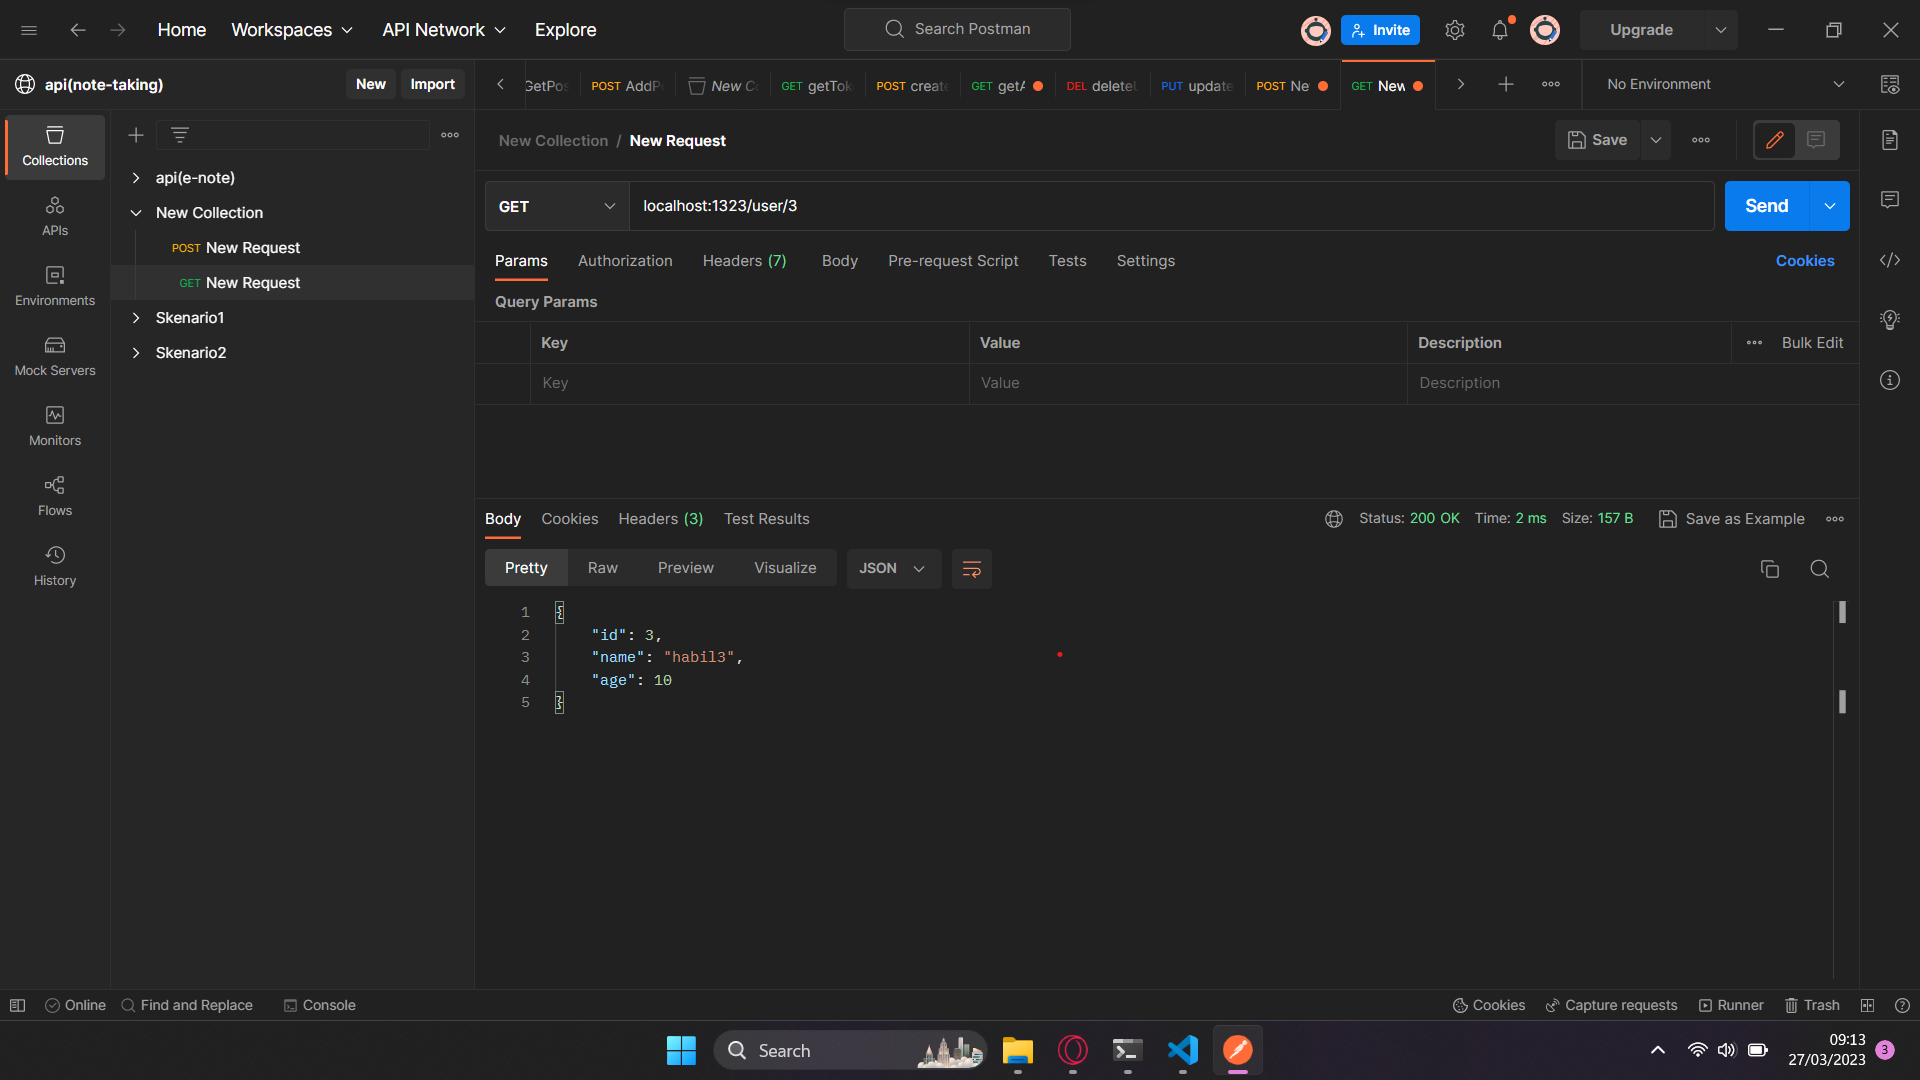 Home
Workspaces
API Network
Explore
Search Postman
Invite
Upgrade
api(note-taking)
New
Import
GetPos
POST AddP
New C
GET getTok
POST create
GET getA
DEL delete
PUT update
POST Ne
GET New
No Environment
Collections
APIs
Environments
Mock Servers
Monitors
Flows
History
api(e-note)
New Collection
POST New Request
GET New Request
Skenario1
Skenario2
New Collection / New Request
Save
GET
localhost:1323/user/3
Send
Params
Authorization
Headers (7)
Body
Pre-request Script
Tests
Settings
Cookies
Query Params
Key
Value
Description
Bulk Edit
Key
Value
Description
Body
Cookies
Headers (3)
Test Results
Status: 200 OK
Time: 2 ms
Size: 157 B
Save as Example
Pretty
Raw
Preview
Visualize
JSON
1 {
2 "id": 3,
3 "name": "habil3",
4 "age": 10
5 }
Online
Find and Replace
Console
Cookies
Capture requests
Runner
Trash
Search
09:13
27/03/2023
3